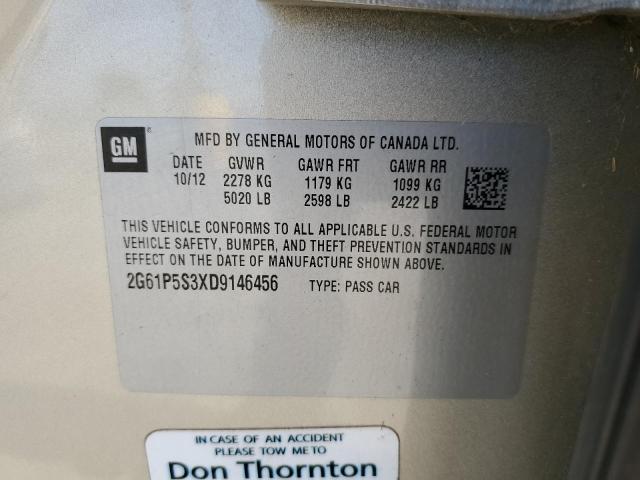 GM
MFD BY GENERAL MOTORS OF CANADA LTD.
DATE GVWR GAWR FRT GAWR RR
10/12 2278 KG 1179 KG 1099 KG
5020 LB 2598 LB 2422 LB
THIS VEHICLE CONFORMS TO ALL APPLICABLE U.S. FEDERAL MOTOR
VEHICLE SAFETY, BUMPER, AND THEFT PREVENTION STANDARDS IN
EFFECT ON THE DATE OF MANUFACTURE SHOWN ABOVE.
2G61P5S3XD9146456 TYPE: PASS CAR
IN CASE OF AN ACCIDENT
PLEASE TOW ME TO
Don Thornton